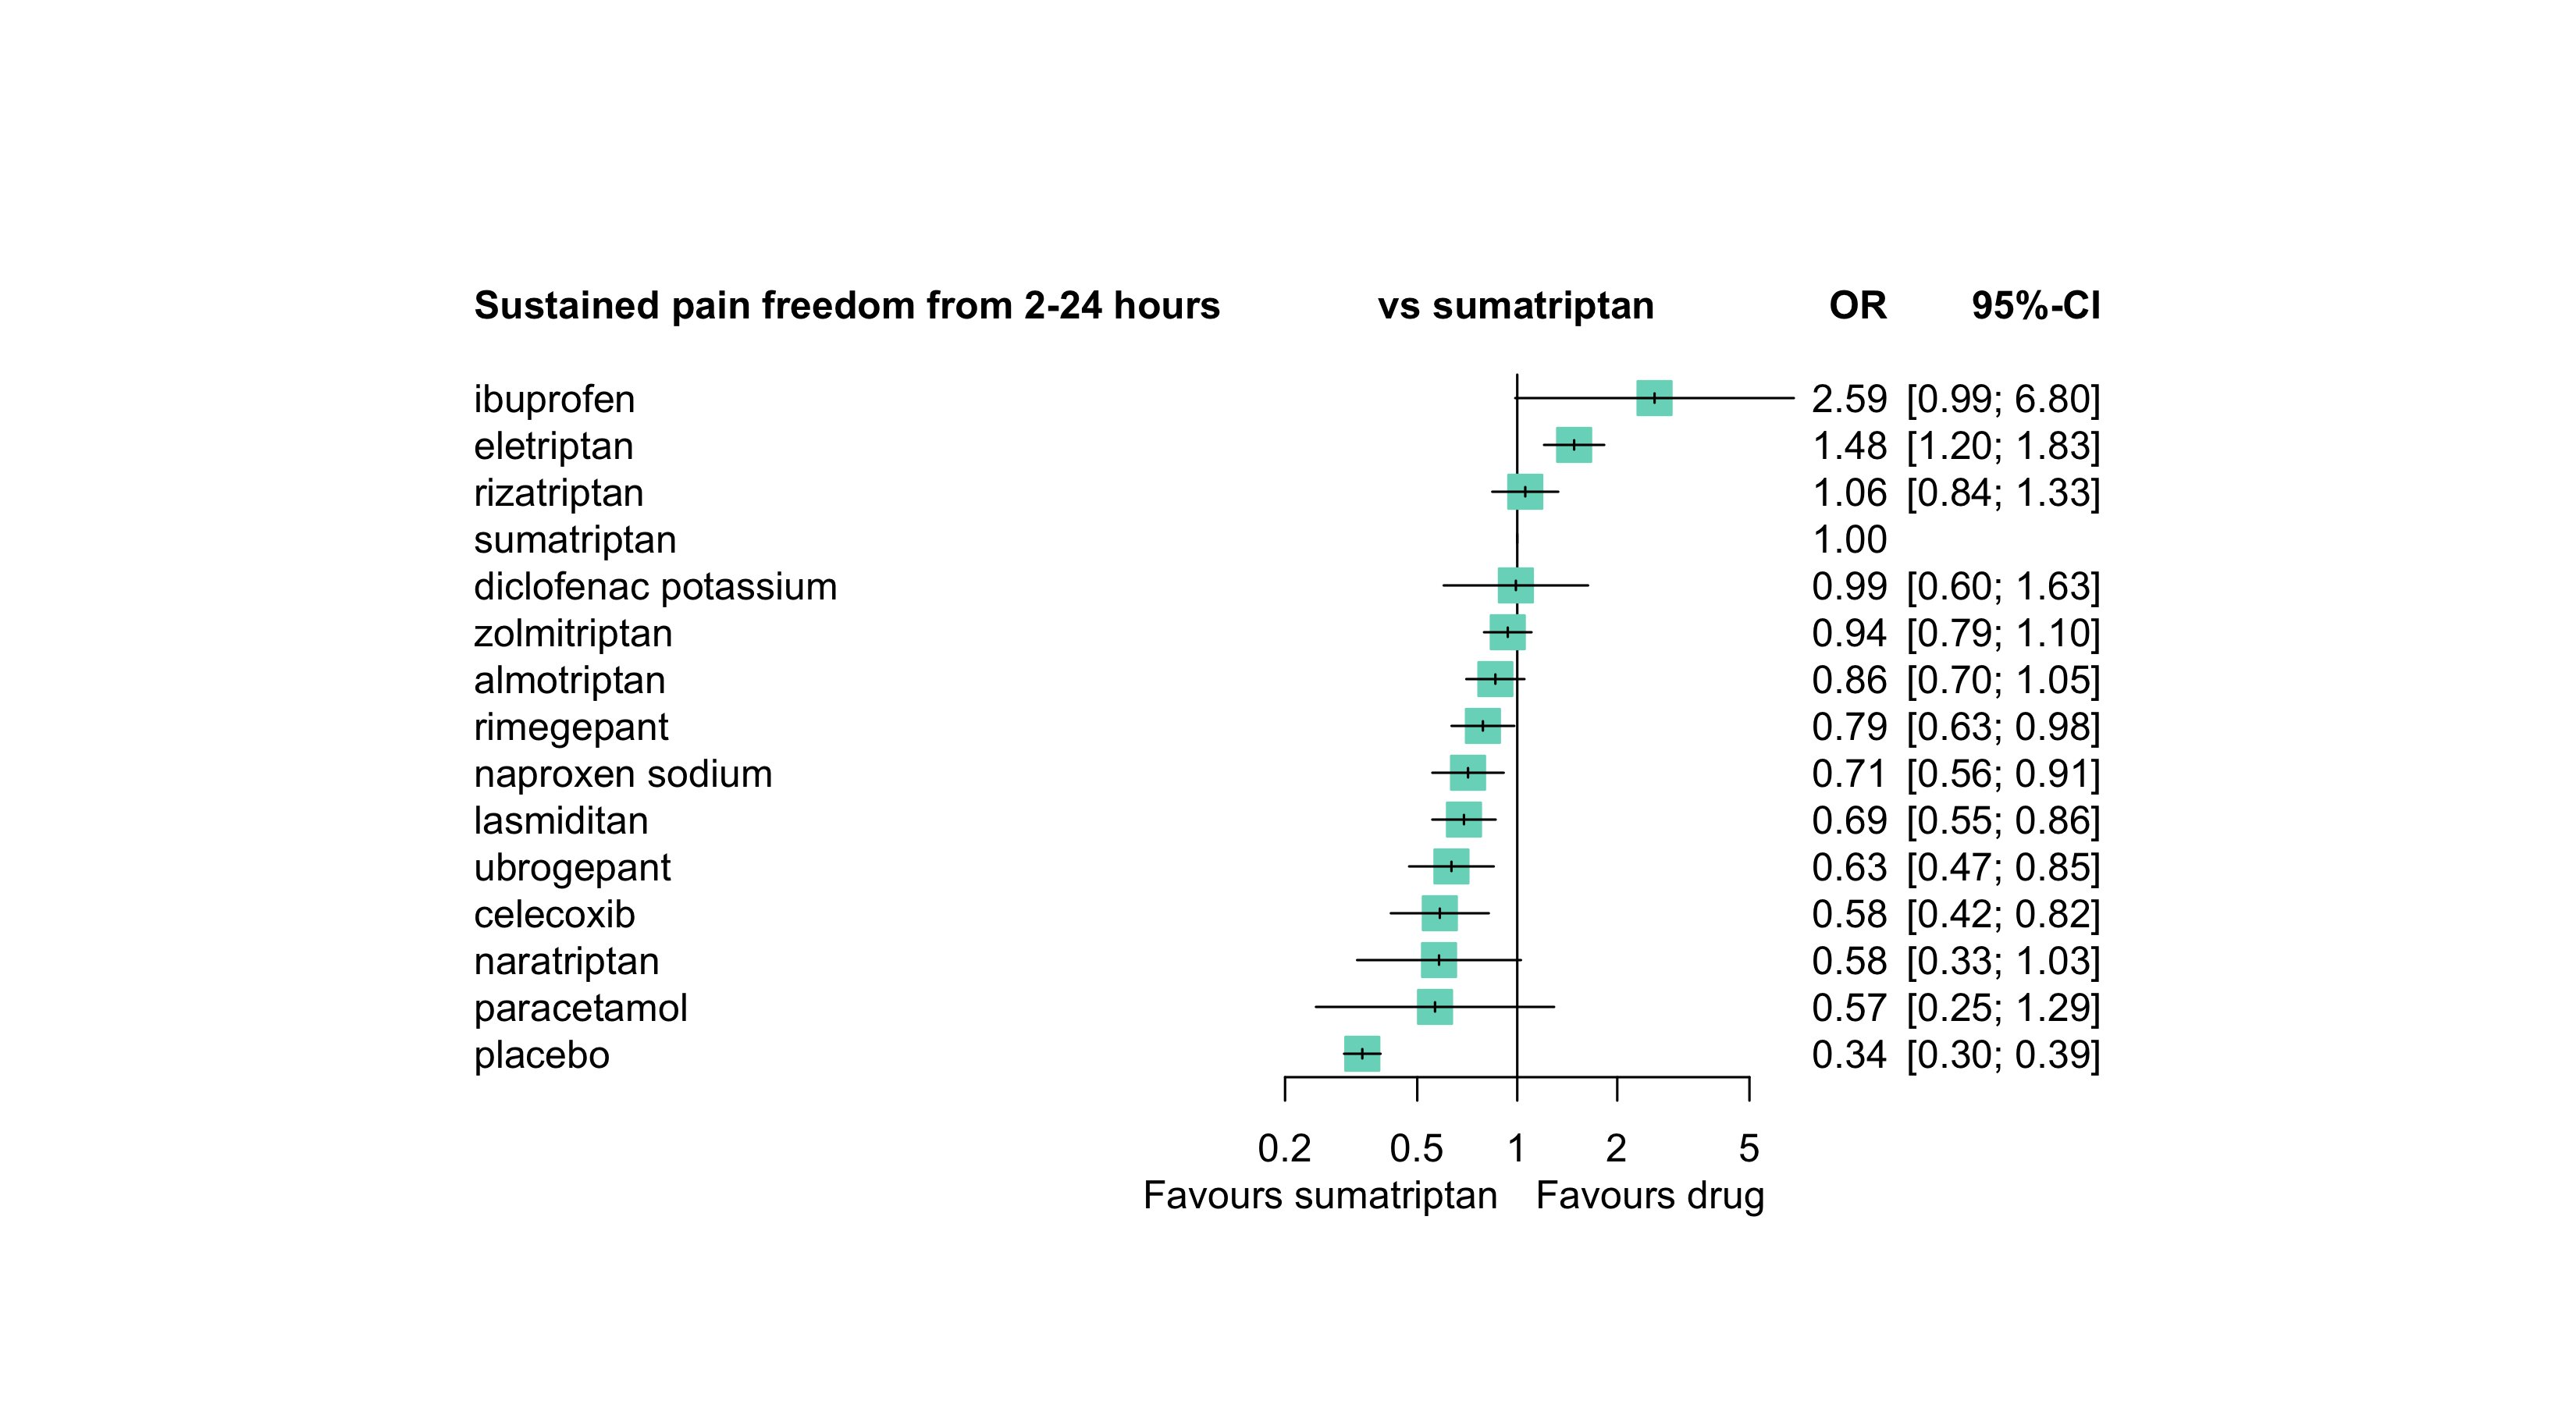 Sustained pain freedom from 2-24 hours vs sumatriptan OR 95%-CI
ibuprofen 2.59 [0.99; 6.80]
eletriptan 1.48 [1.20; 1.83]
rizatriptan 1.06 [0.84; 1.33]
sumatriptan 1.00
diclofenac potassium 0.99 [0.60; 1.63]
zolmitriptan 0.94 [0.79; 1.10]
almotriptan 0.86 [0.70; 1.05]
rimegepant 0.79 [0.63; 0.98]
naproxen sodium 0.71 [0.56; 0.91]
lasmiditan 0.69 [0.55; 0.86]
ubrogepant 0.63 [0.47; 0.85]
celecoxib 0.58 [0.42; 0.82]
naratriptan 0.58 [0.33; 1.03]
paracetamol 0.57 [0.25; 1.29]
placebo 0.34 [0.30; 0.39]
0.2 0.5 1 2 5
Favours sumatriptan Favours drug